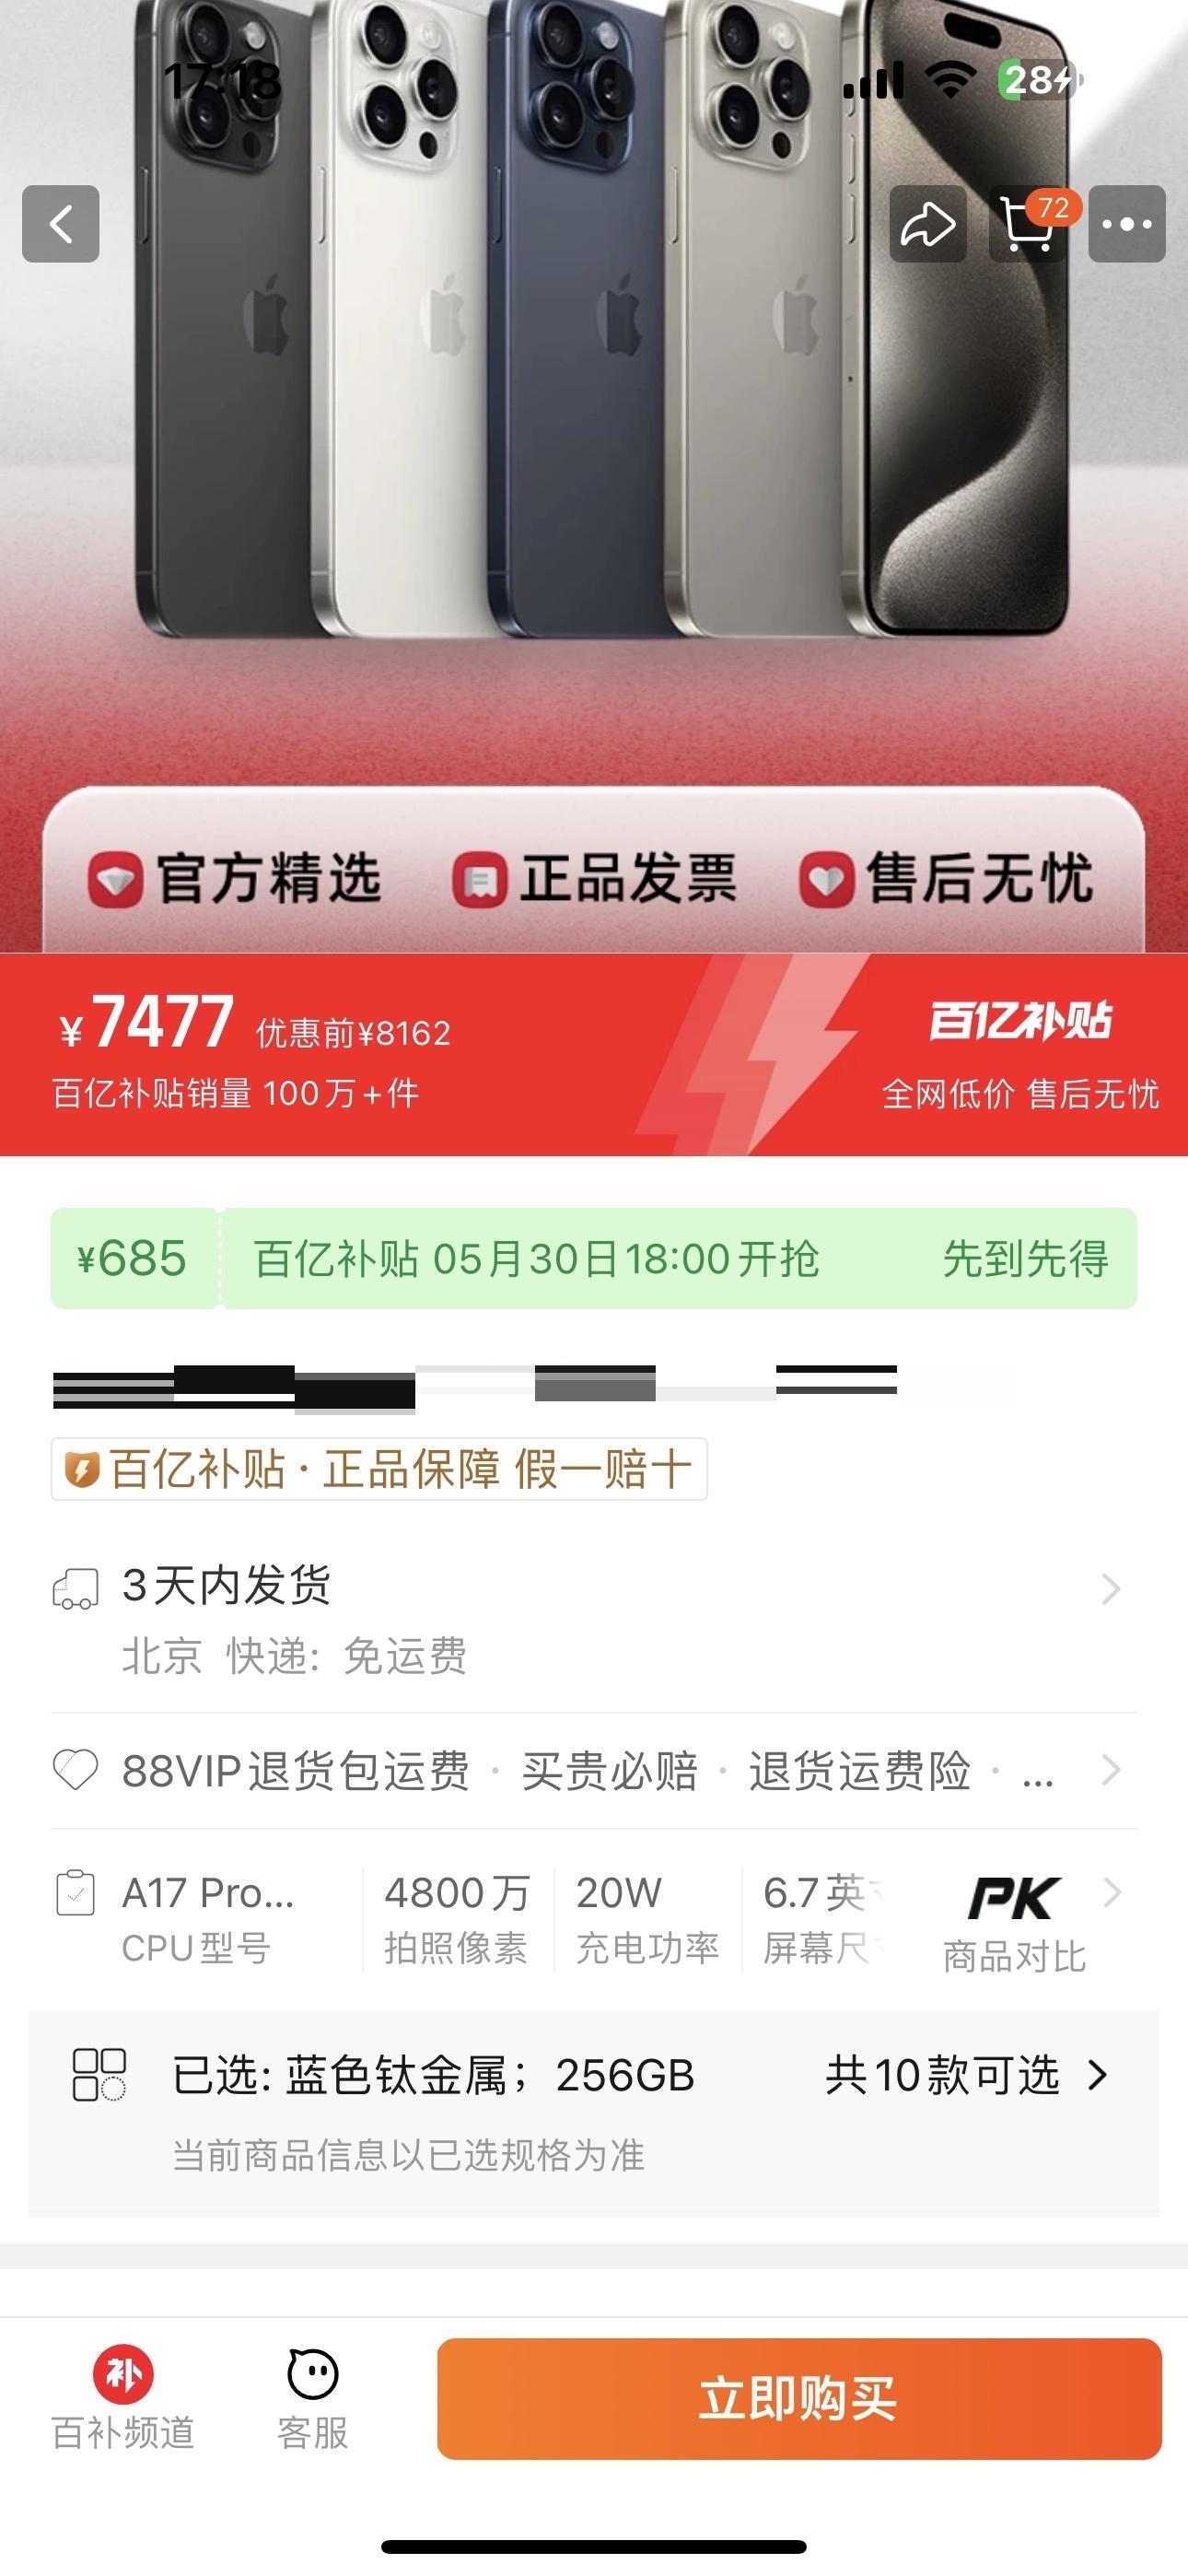 17:18
28
72
官方精选 正品发票 售后无忧
¥7477 优惠前¥8162 百亿补贴
百亿补贴销量 100万+件 全网低价 售后无忧
¥685 百亿补贴 05月30日18:00开抢 先到先得
百亿补贴·正品保障 假一赔十
3天内发货
北京 快递: 免运费
88VIP退货包运费 · 买贵必赔 · 退货运费险 · ...
A17 Pro... 4800万 20W 6.7英 PK
CPU型号 拍照像素 充电功率 屏幕尺 商品对比
已选: 蓝色钛金属；256GB 共10款可选
当前商品信息以已选规格为准
补
百补频道 客服 立即购买